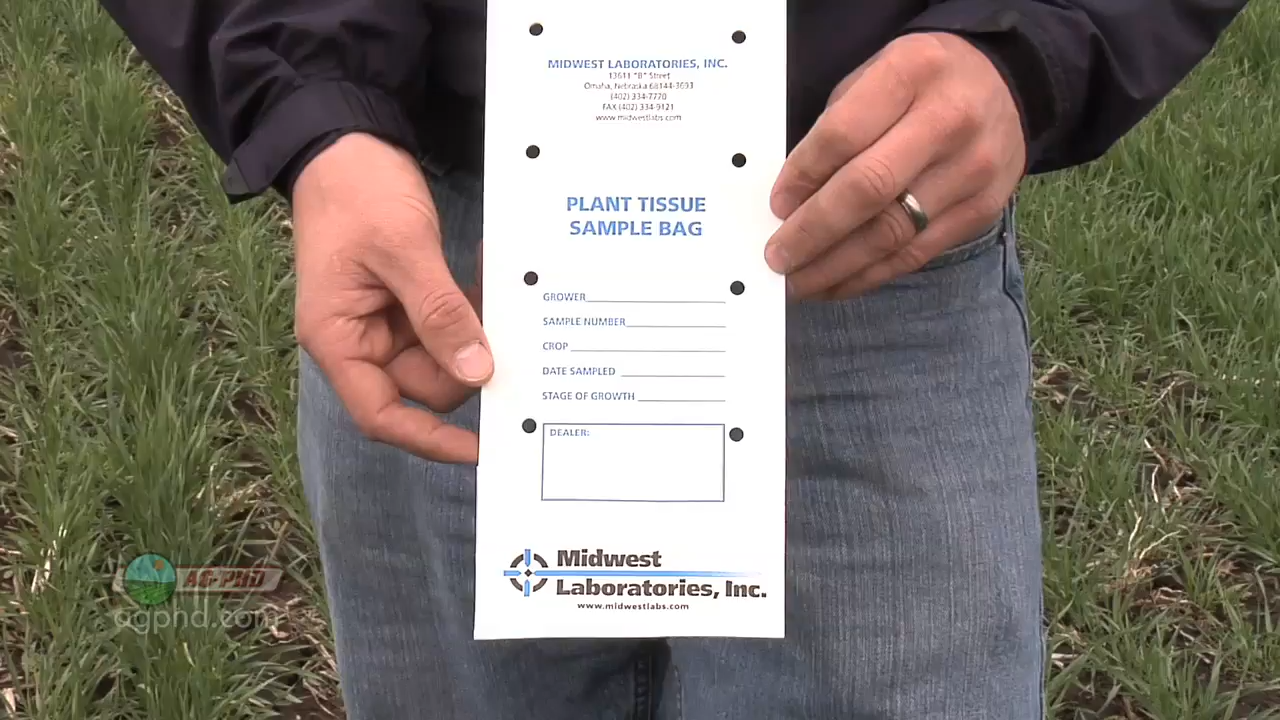 MIDWEST LABORATORIES, INC.
13611 "B" Street
Omaha, Nebraska 68144-3693
(402) 334-7770
FAX (402) 334-9121
www.midwestlabs.com
PLANT TISSUE
SAMPLE BAG
GROWER
SAMPLE NUMBER
CROP
DATE SAMPLED
STAGE OF GROWTH
DEALER:
Midwest
Laboratories, Inc.
www.midwestlabs.com
AG-PHD
agphd.com